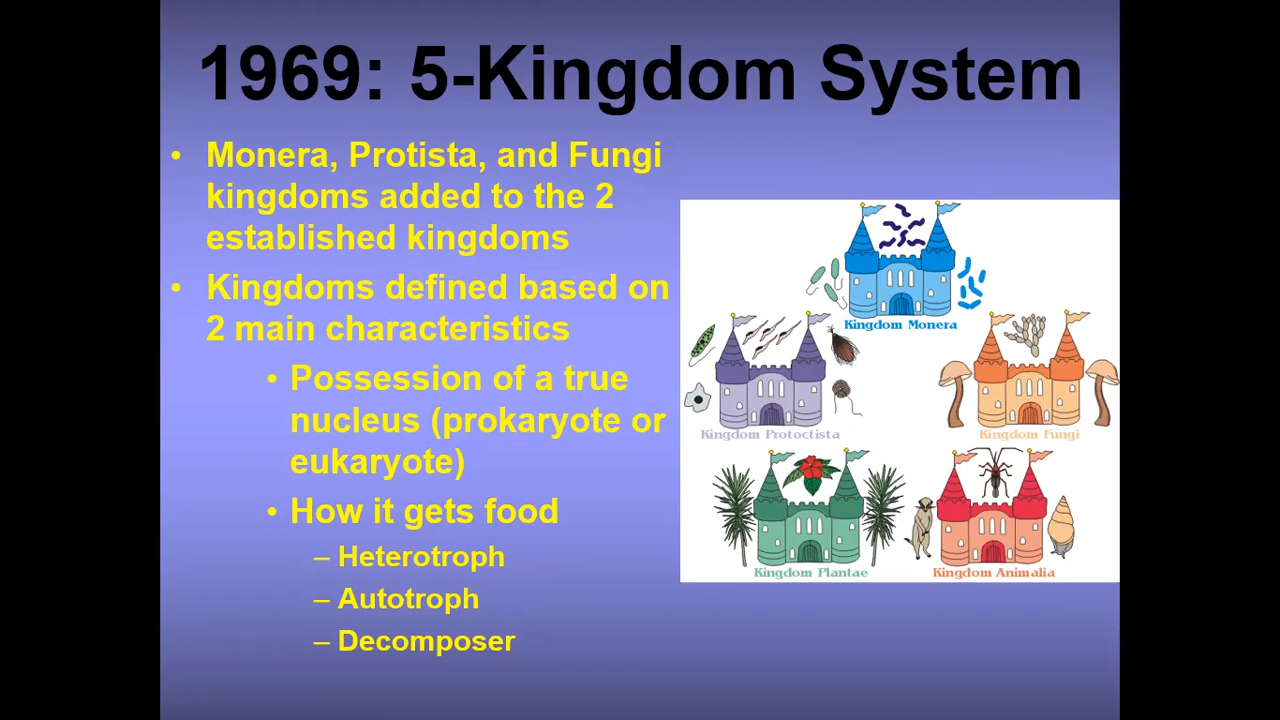 1969: 5-Kingdom System
• Monera, Protista, and Fungi
kingdoms added to the 2
established kingdoms
• Kingdoms defined based on
2 main characteristics
• Possession of a true
nucleus (prokaryote or
eukaryote)
• How it gets food
– Heterotroph
– Autotroph
– Decomposer
Kingdom Monera
Kingdom Protoctista
Kingdom Fungi
Kingdom Plantae
Kingdom Animalia